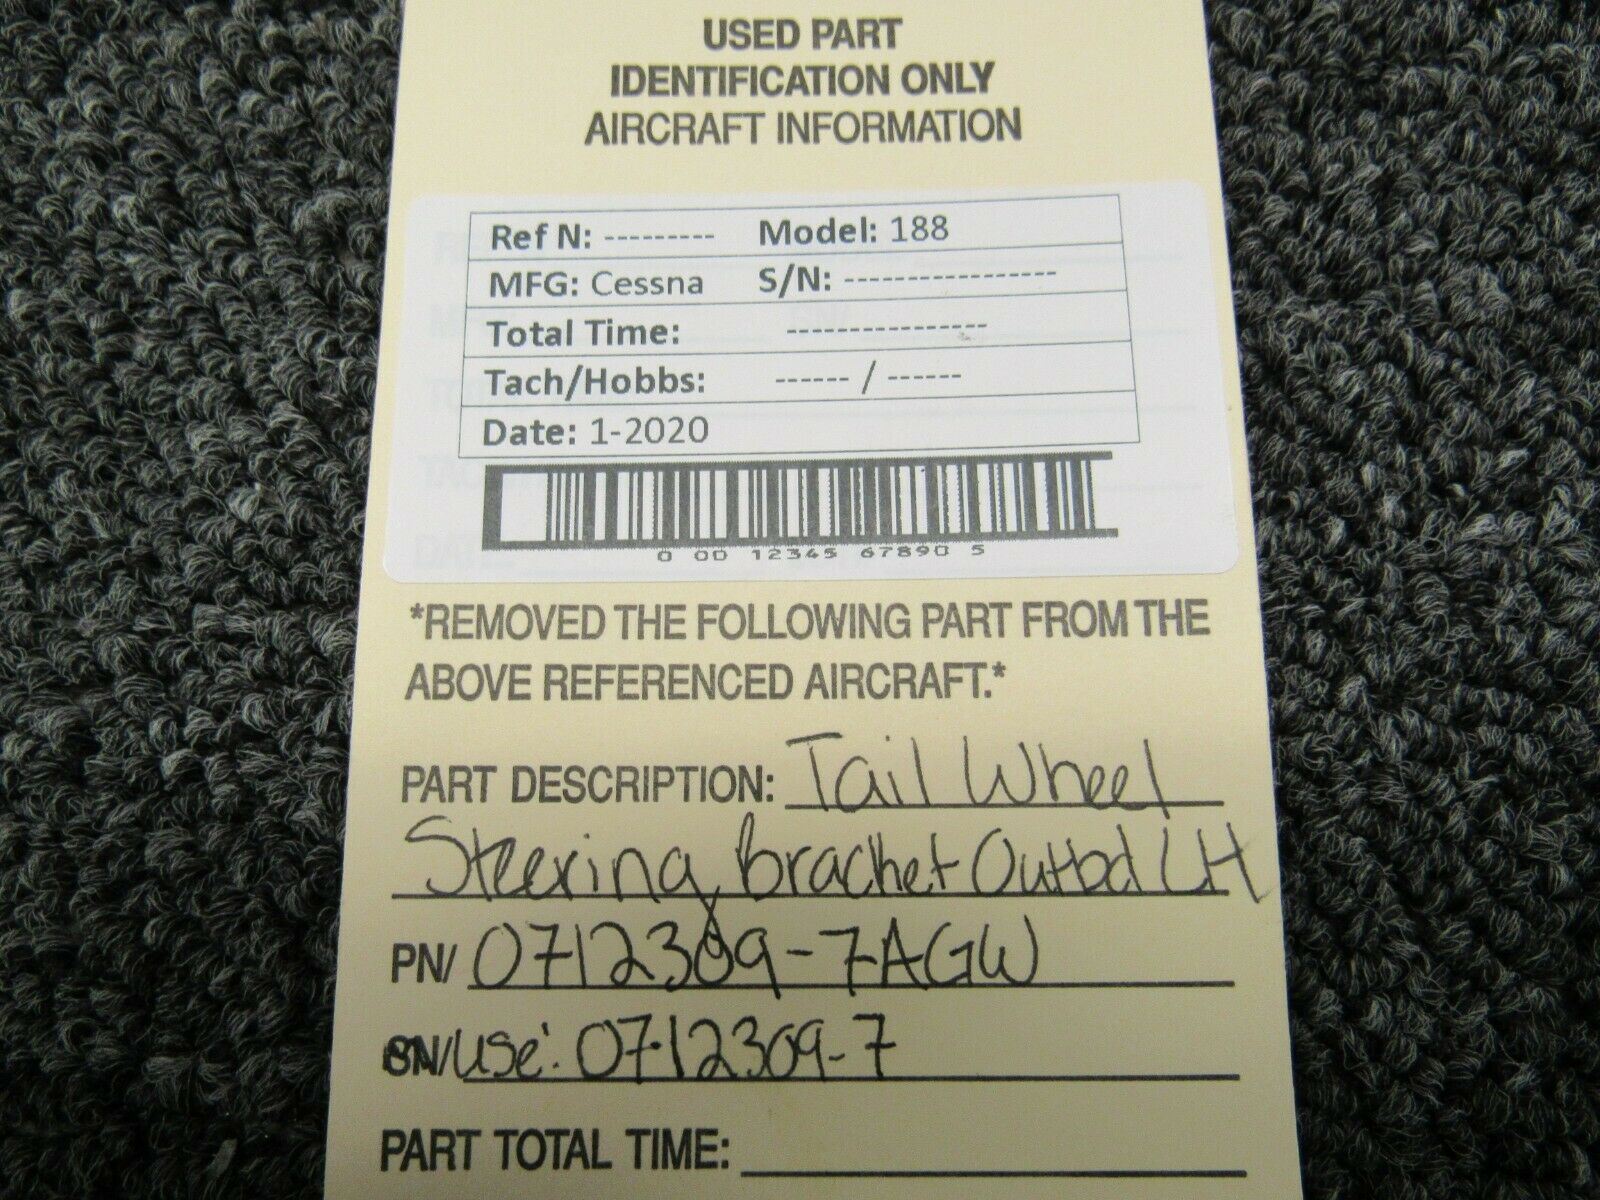 USED PART
IDENTIFICATION ONLY
AIRCRAFT INFORMATION
Ref N: --------- Model: 188
MFG: Cessna S/N: -----------------
Total Time: ----------------
Tach/Hobbs: ------ / ------
Date: 1-2020
0 00 12345 67890 5
*REMOVED THE FOLLOWING PART FROM THE
ABOVE REFERENCED AIRCRAFT.*
PART DESCRIPTION: Tail Wheel
Steering Bracket Outbd LH
PN/ 0712309-7AGW
SN/ use: 0712309-7
PART TOTAL TIME: